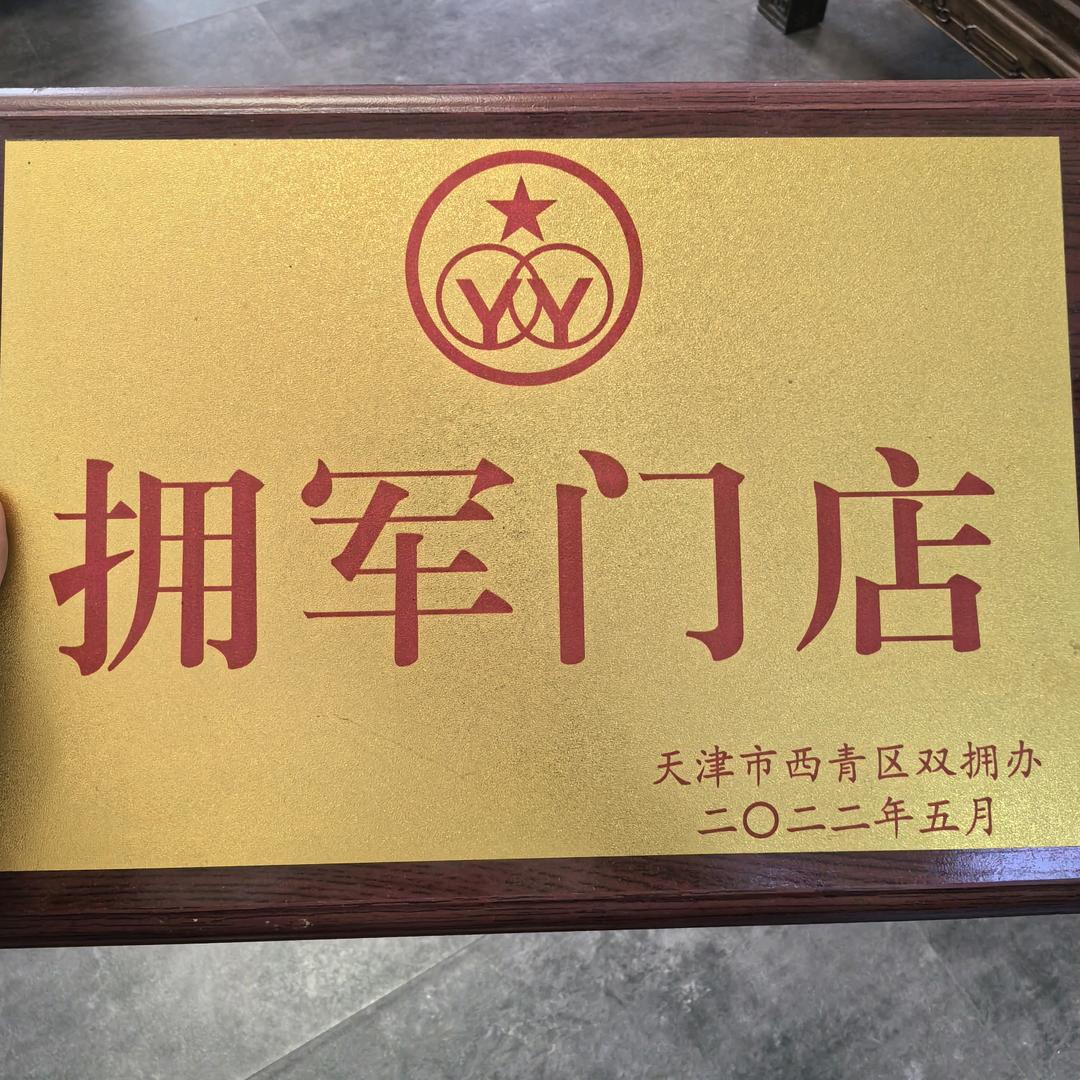 YY
拥军门店
天津市西青区双拥办
二〇二二年五月